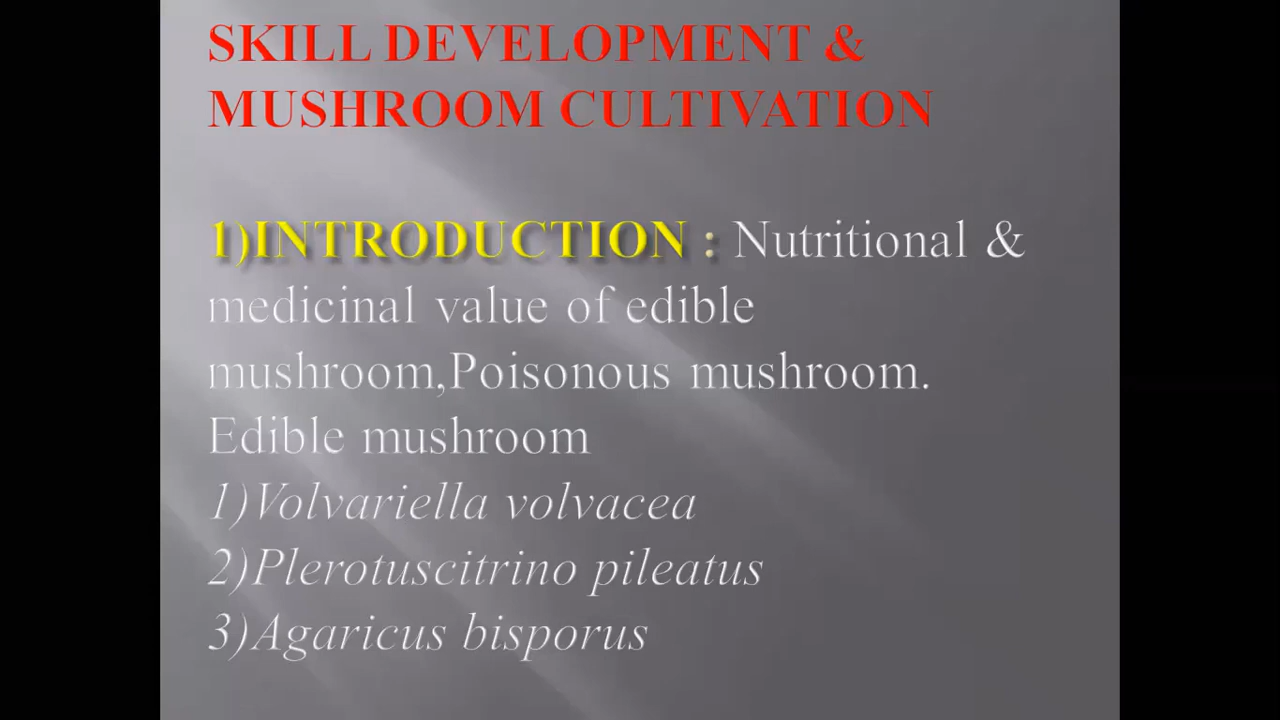 SKILL DEVELOPMENT &
MUSHROOM CULTIVATION
1)INTRODUCTION : Nutritional &
medicinal value of edible
mushroom,Poisonous mushroom.
Edible mushroom
1)Volvariella volvacea
2)Plerotuscitrino pileatus
3)Agaricus bisporus